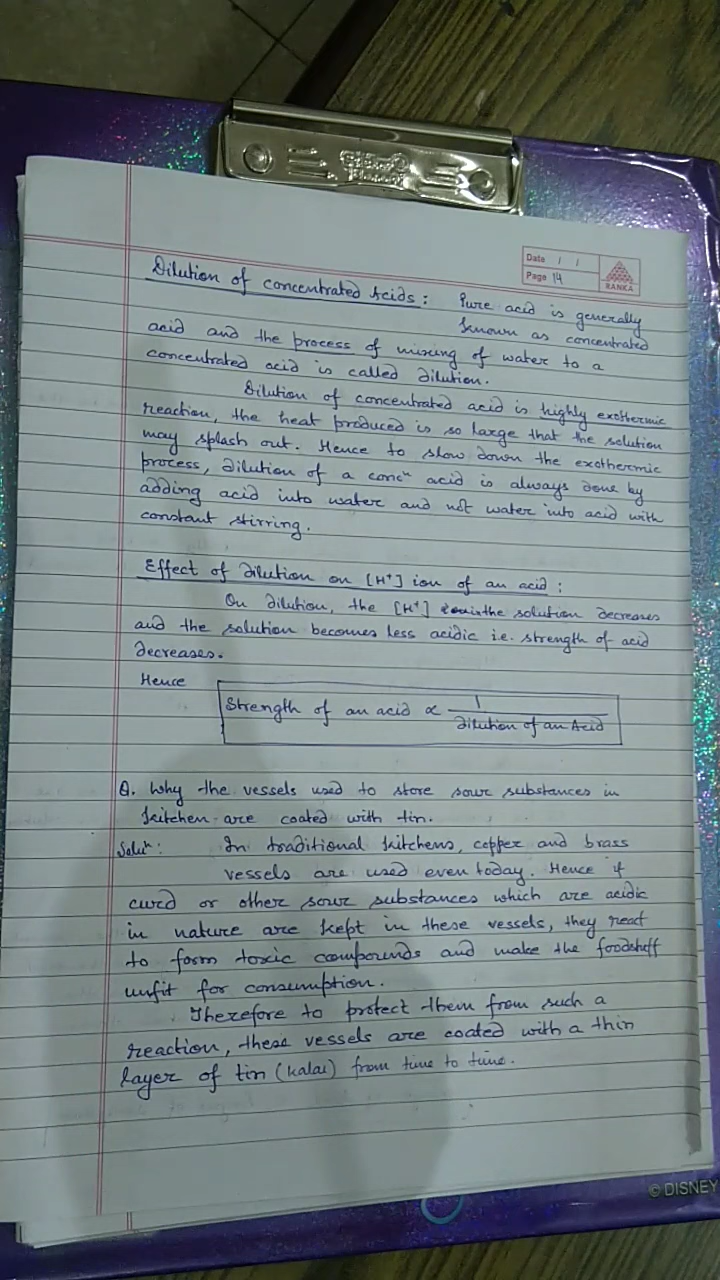 Date / /
Page 14
RANKA
Dilution of concentrated Acids : Pure acid is generally
known as concentrated
acid and the process of mixing of water to a
concentrated acid is called dilution.
Dilution of concentrated acid is highly exothermic
reaction, the heat produced is so large that the solution
may splash out. Hence to slow down the exothermic
process, dilution of a concⁿ acid is always done by
adding acid into water and not water into acid with
constant stirring.
Effect of dilution on [H⁺] ion of an acid :
On dilution, the [H⁺] the solution decreases
and the solution becomes less acidic i.e. strength of acid
decreases.
Hence
Strength of an acid ∝ 1
dilution of an Acid
Q. Why the vessels used to store sour substances in
kitchen are coated with tin.
Soluⁿ: In traditional kitchens, copper and brass
vessels are used even today. Hence if
curd or other sour substances which are acidic
in nature are kept in these vessels, they react
to form toxic compounds and make the foodstuff
unfit for consumption.
Therefore to protect them from such a
reaction, these vessels are coated with a thin
layer of tin (kalai) from time to time.
© DISNEY